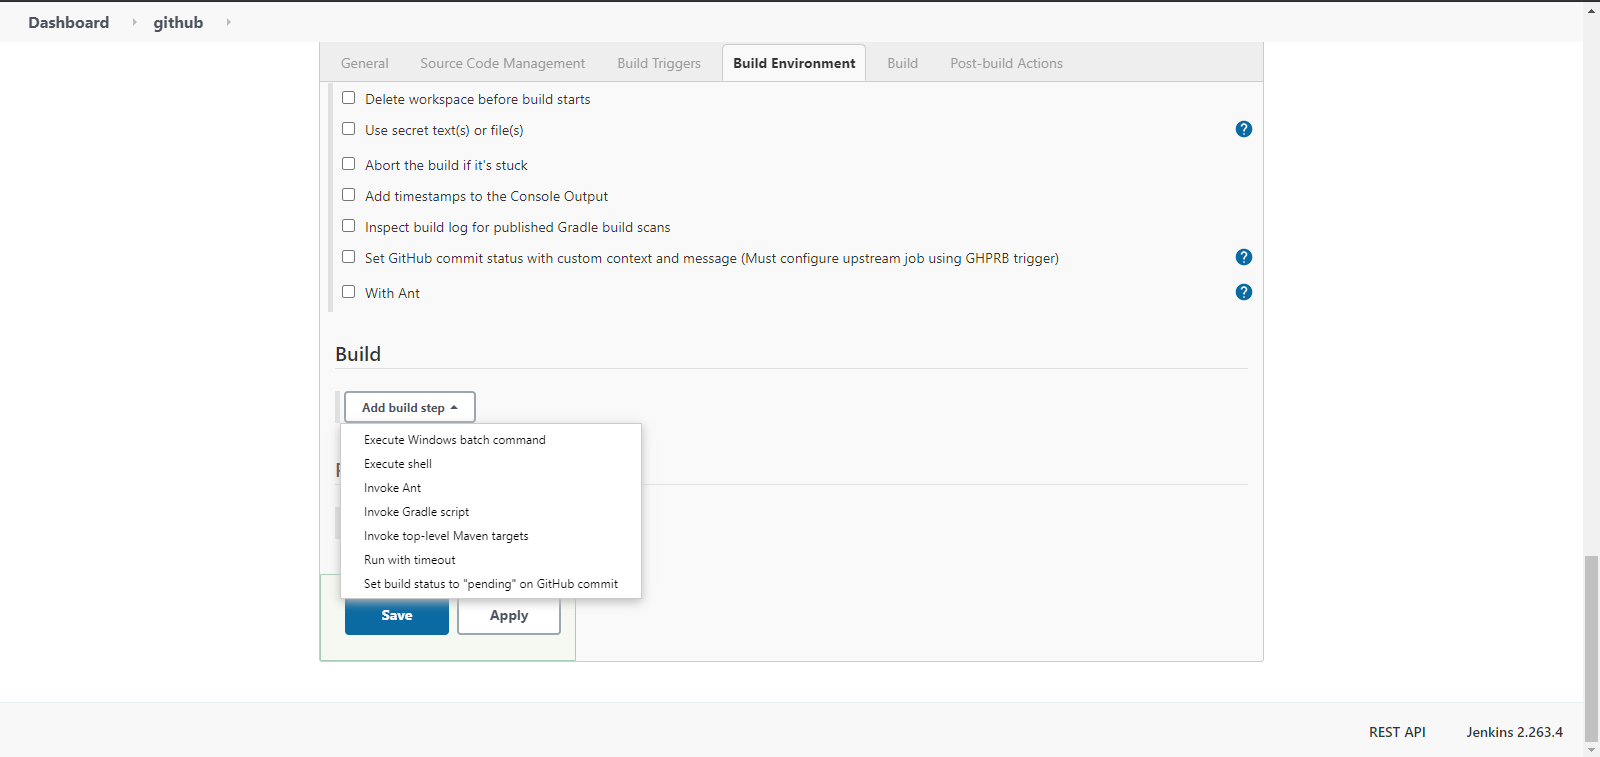 Dashboard github
General Source Code Management Build Triggers Build Environment Build Post-build Actions
Delete workspace before build starts
Use secret text(s) or file(s) ?
Abort the build if it's stuck
Add timestamps to the Console Output
Inspect build log for published Gradle build scans
Set GitHub commit status with custom context and message (Must configure upstream job using GHPRB trigger) ?
With Ant ?
Build
Add build step
Execute Windows batch command
Execute shell
Invoke Ant
Invoke Gradle script
Invoke top-level Maven targets
Run with timeout
Set build status to "pending" on GitHub commit
Save Apply
REST API Jenkins 2.263.4